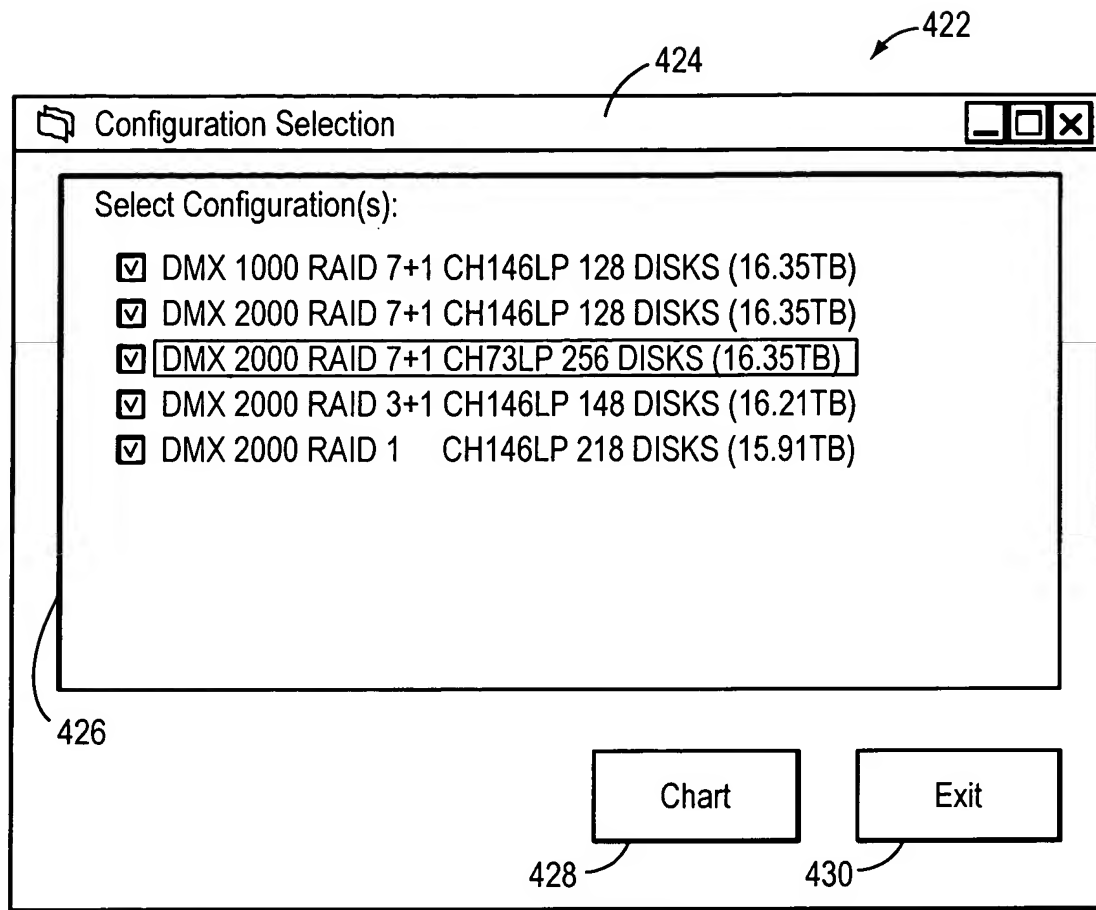 422
424
Configuration Selection
Select Configuration(s):
DMX 1000 RAID 7+1 CH146LP 128 DISKS (16.35TB)
DMX 2000 RAID 7+1 CH146LP 128 DISKS (16.35TB)
DMX 2000 RAID 7+1 CH73LP 256 DISKS (16.35TB)
DMX 2000 RAID 3+1 CH146LP 148 DISKS (16.21TB)
DMX 2000 RAID 1 CH146LP 218 DISKS (15.91TB)
426
Chart
Exit
428
430